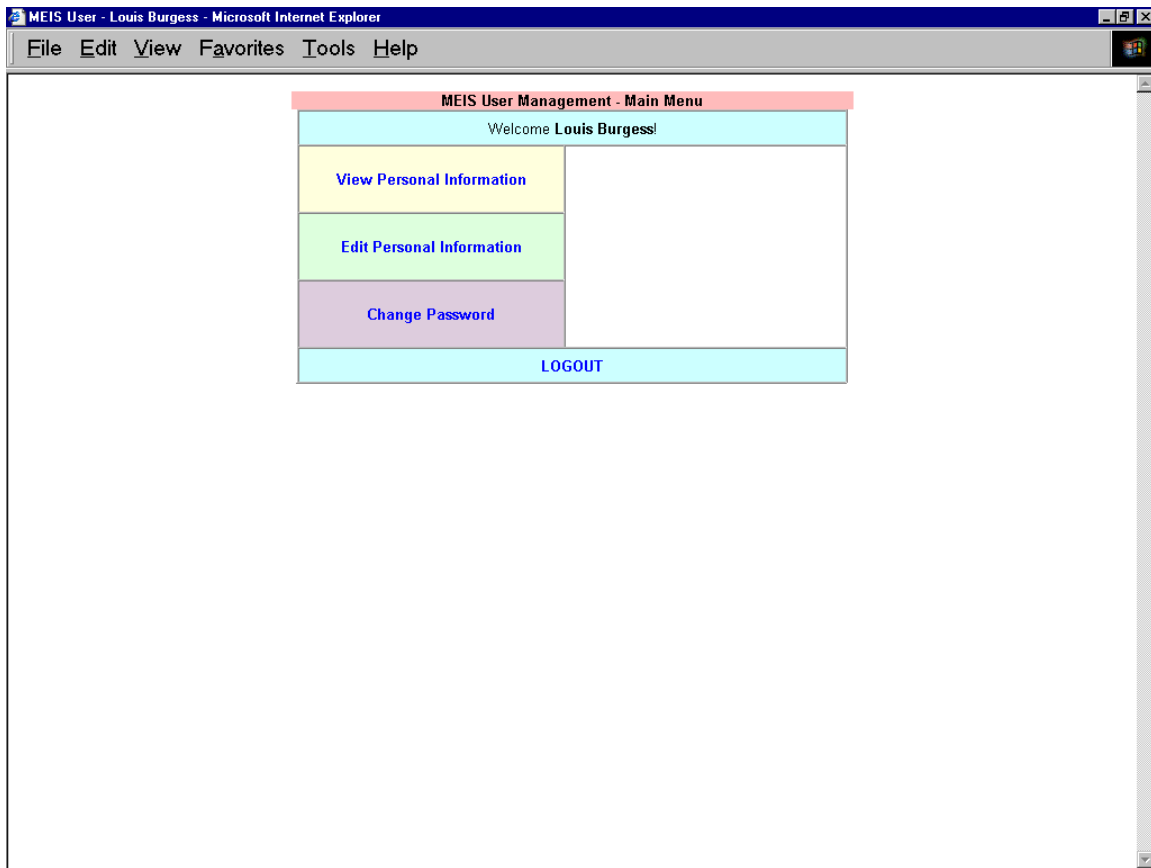 MEIS User - Louis Burgess - Microsoft Internet Explorer
File Edit View Favorites Tools Help
MEIS User Management - Main Menu
Welcome Louis Burgess!
View Personal Information
Edit Personal Information
Change Password
LOGOUT